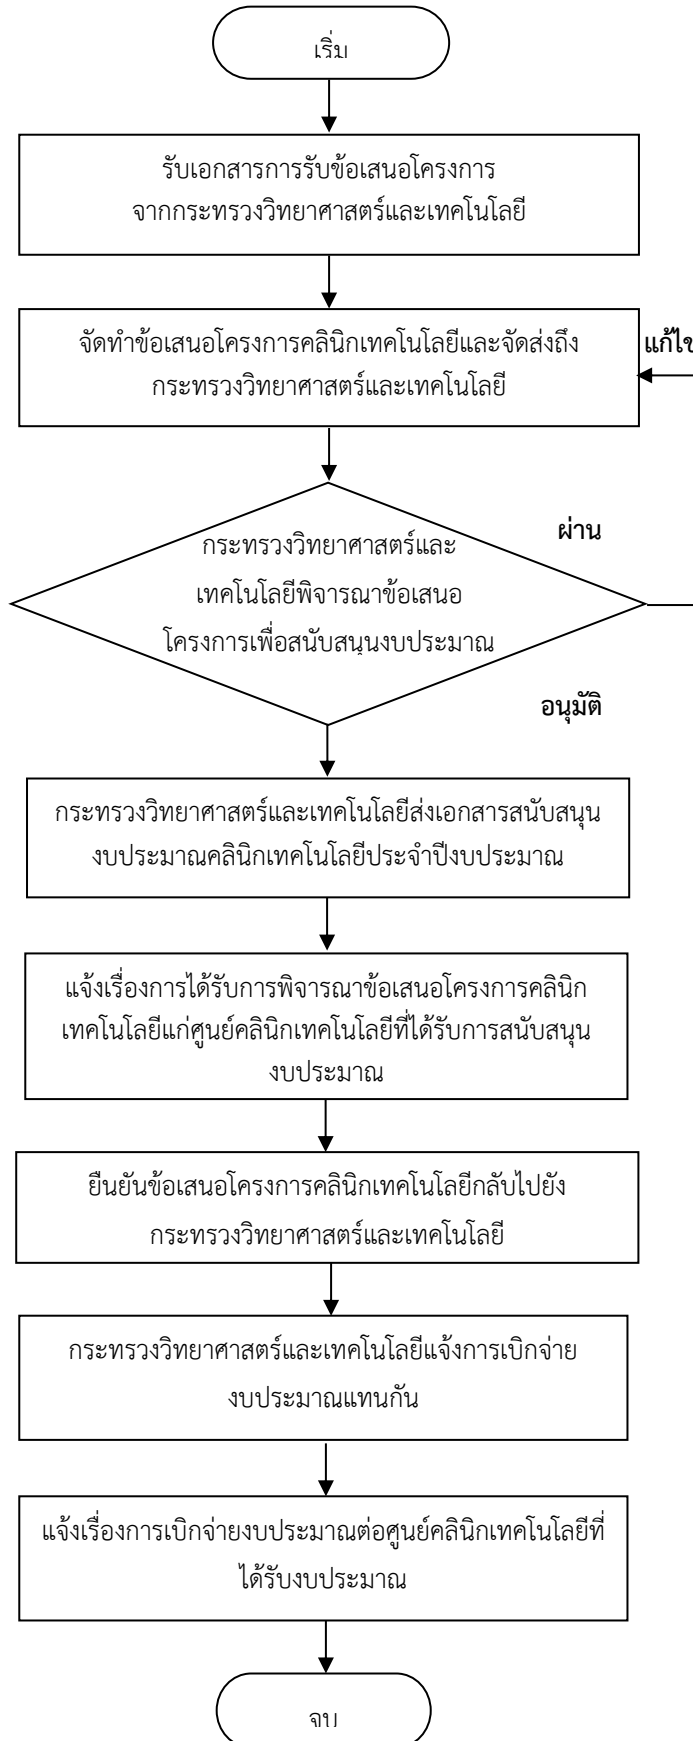 เริ่ม
รับเอกสารการรับข้อเสนอโครงการ
จากกระทรวงวิทยาศาสตร์และเทคโนโลยี
จัดทำข้อเสนอโครงการคลินิกเทคโนโลยีและจัดส่งถึง
กระทรวงวิทยาศาสตร์และเทคโนโลยี
แก้ไข
ผ่าน
กระทรวงวิทยาศาสตร์และ
เทคโนโลยีพิจารณาข้อเสนอ
โครงการเพื่อสนับสนุนงบประมาณ
อนุมัติ
กระทรวงวิทยาศาสตร์และเทคโนโลยีส่งเอกสารสนับสนุน
งบประมาณคลินิกเทคโนโลยีประจำปีงบประมาณ
แจ้งเรื่องการได้รับการพิจารณาข้อเสนอโครงการคลินิก
เทคโนโลยีแก่ศูนย์คลินิกเทคโนโลยีที่ได้รับการสนับสนุน
งบประมาณ
ยืนยันข้อเสนอโครงการคลินิกเทคโนโลยีกลับไปยัง
กระทรวงวิทยาศาสตร์และเทคโนโลยี
กระทรวงวิทยาศาสตร์และเทคโนโลยีแจ้งการเบิกจ่าย
งบประมาณแทนกัน
แจ้งเรื่องการเบิกจ่ายงบประมาณต่อศูนย์คลินิกเทคโนโลยีที่
ได้รับงบประมาณ
จบ